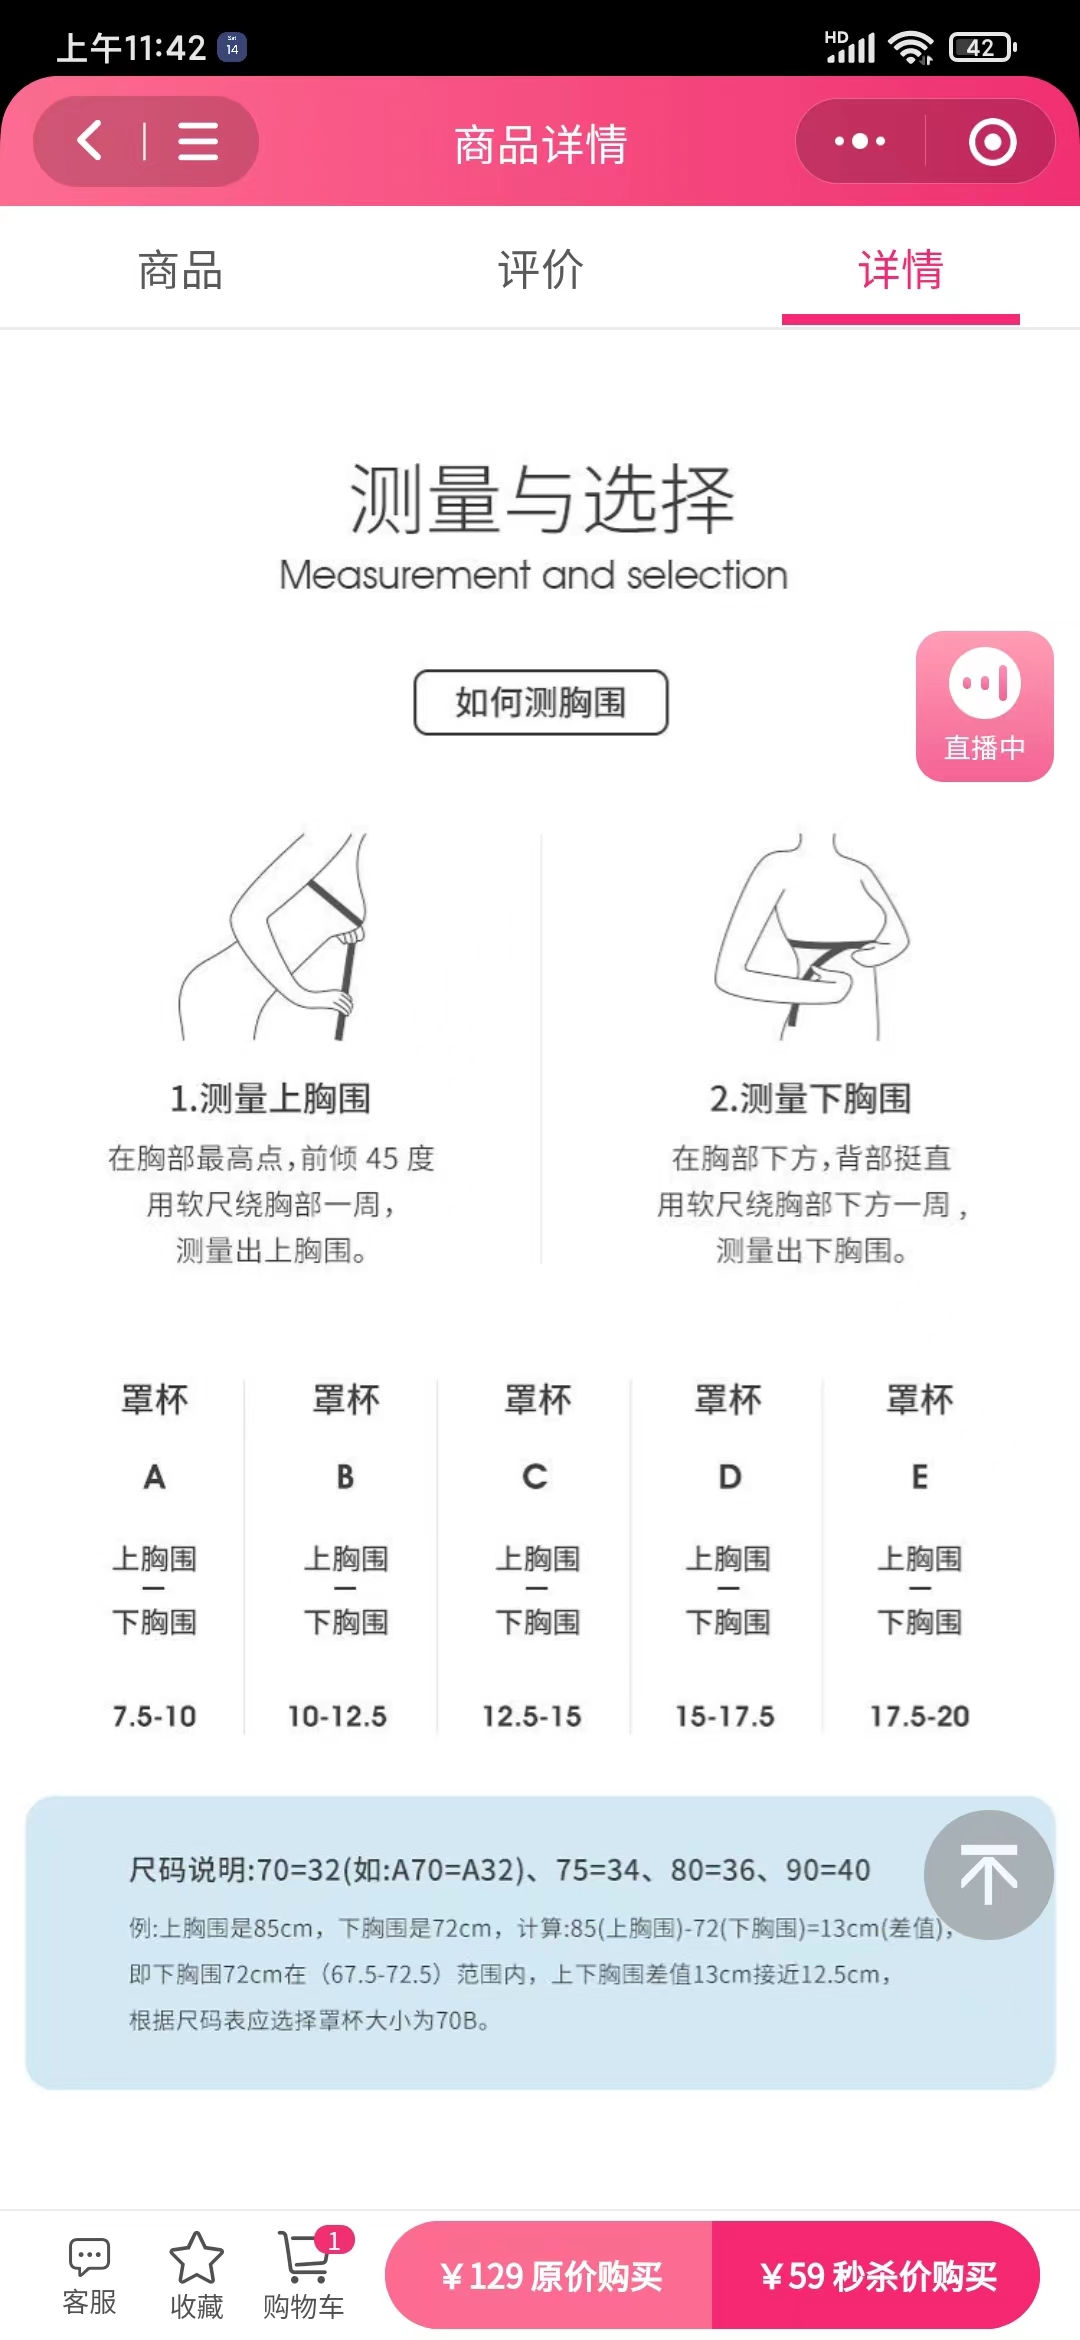 上午11:42
Sat
14
HD
42
商品详情
商品 评价 详情
测量与选择
Measurement and selection
如何测胸围
直播中
1.测量上胸围
在胸部最高点,前倾 45 度
用软尺绕胸部一周,
测量出上胸围。
2.测量下胸围
在胸部下方,背部挺直
用软尺绕胸部下方一周,
测量出下胸围。
罩杯 罩杯 罩杯 罩杯 罩杯
A B C D E
上胸围 上胸围 上胸围 上胸围 上胸围
— — — — —
下胸围 下胸围 下胸围 下胸围 下胸围
7.5-10 10-12.5 12.5-15 15-17.5 17.5-20
尺码说明:70=32(如:A70=A32)、75=34、80=36、90=40
例:上胸围是85cm，下胸围是72cm，计算:85(上胸围)-72(下胸围)=13cm(差值),
即下胸围72cm在（67.5-72.5）范围内，上下胸围差值13cm接近12.5cm，
根据尺码表应选择罩杯大小为70B。
客服 收藏 购物车 1
¥129 原价购买 ¥59 秒杀价购买